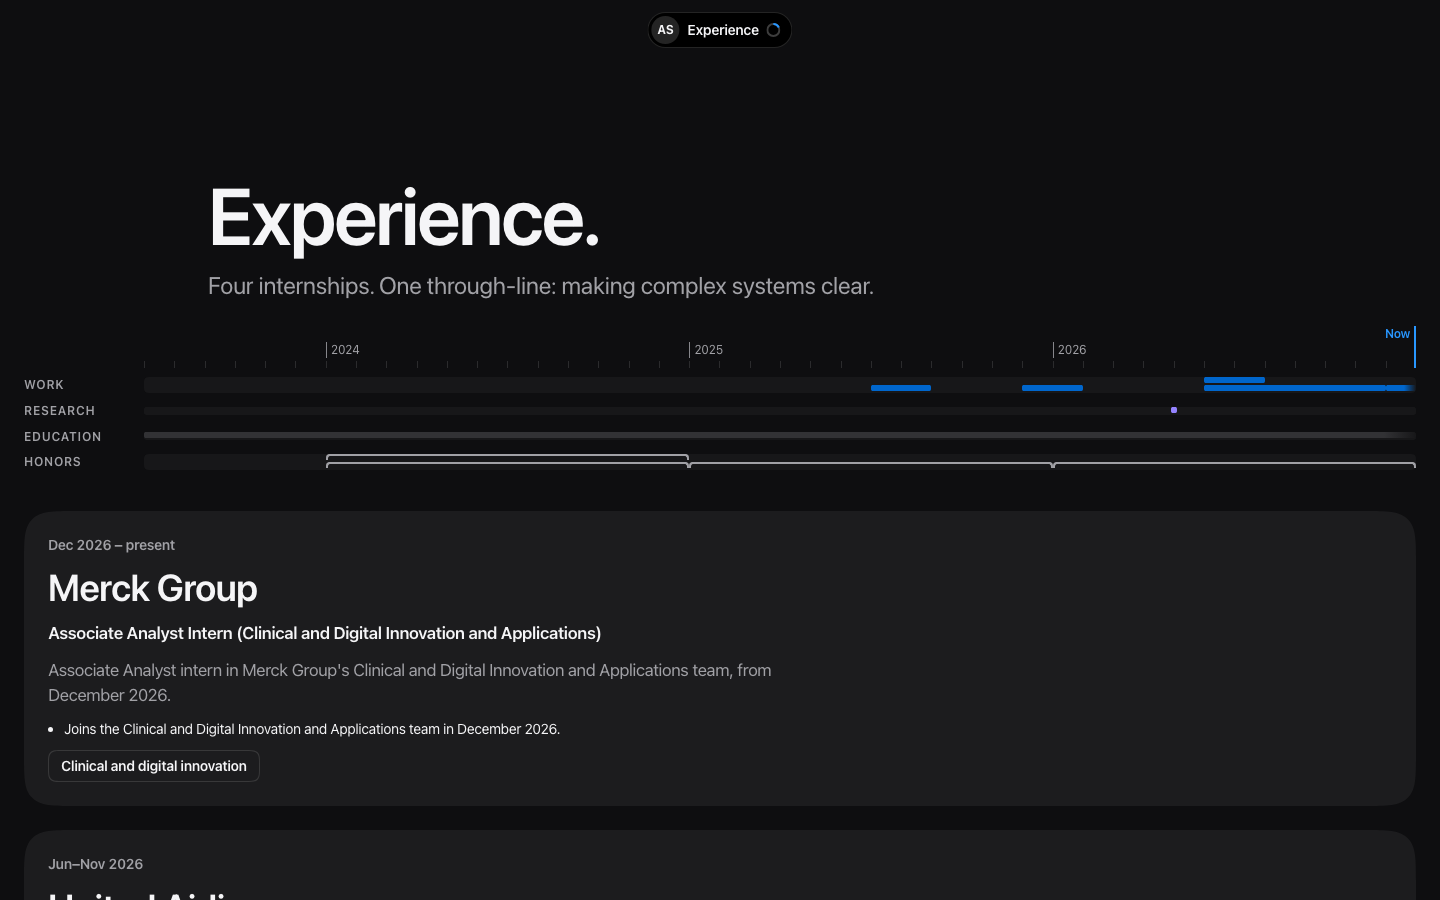 AS Experience
Experience.
Four internships. One through-line: making complex systems clear.
Now
2024 2025 2026
WORK
RESEARCH
EDUCATION
HONORS
Dec 2026 – present
Merck Group
Associate Analyst Intern (Clinical and Digital Innovation and Applications)
Associate Analyst intern in Merck Group's Clinical and Digital Innovation and Applications team, from
December 2026.
• Joins the Clinical and Digital Innovation and Applications team in December 2026.
Clinical and digital innovation
Jun–Nov 2026